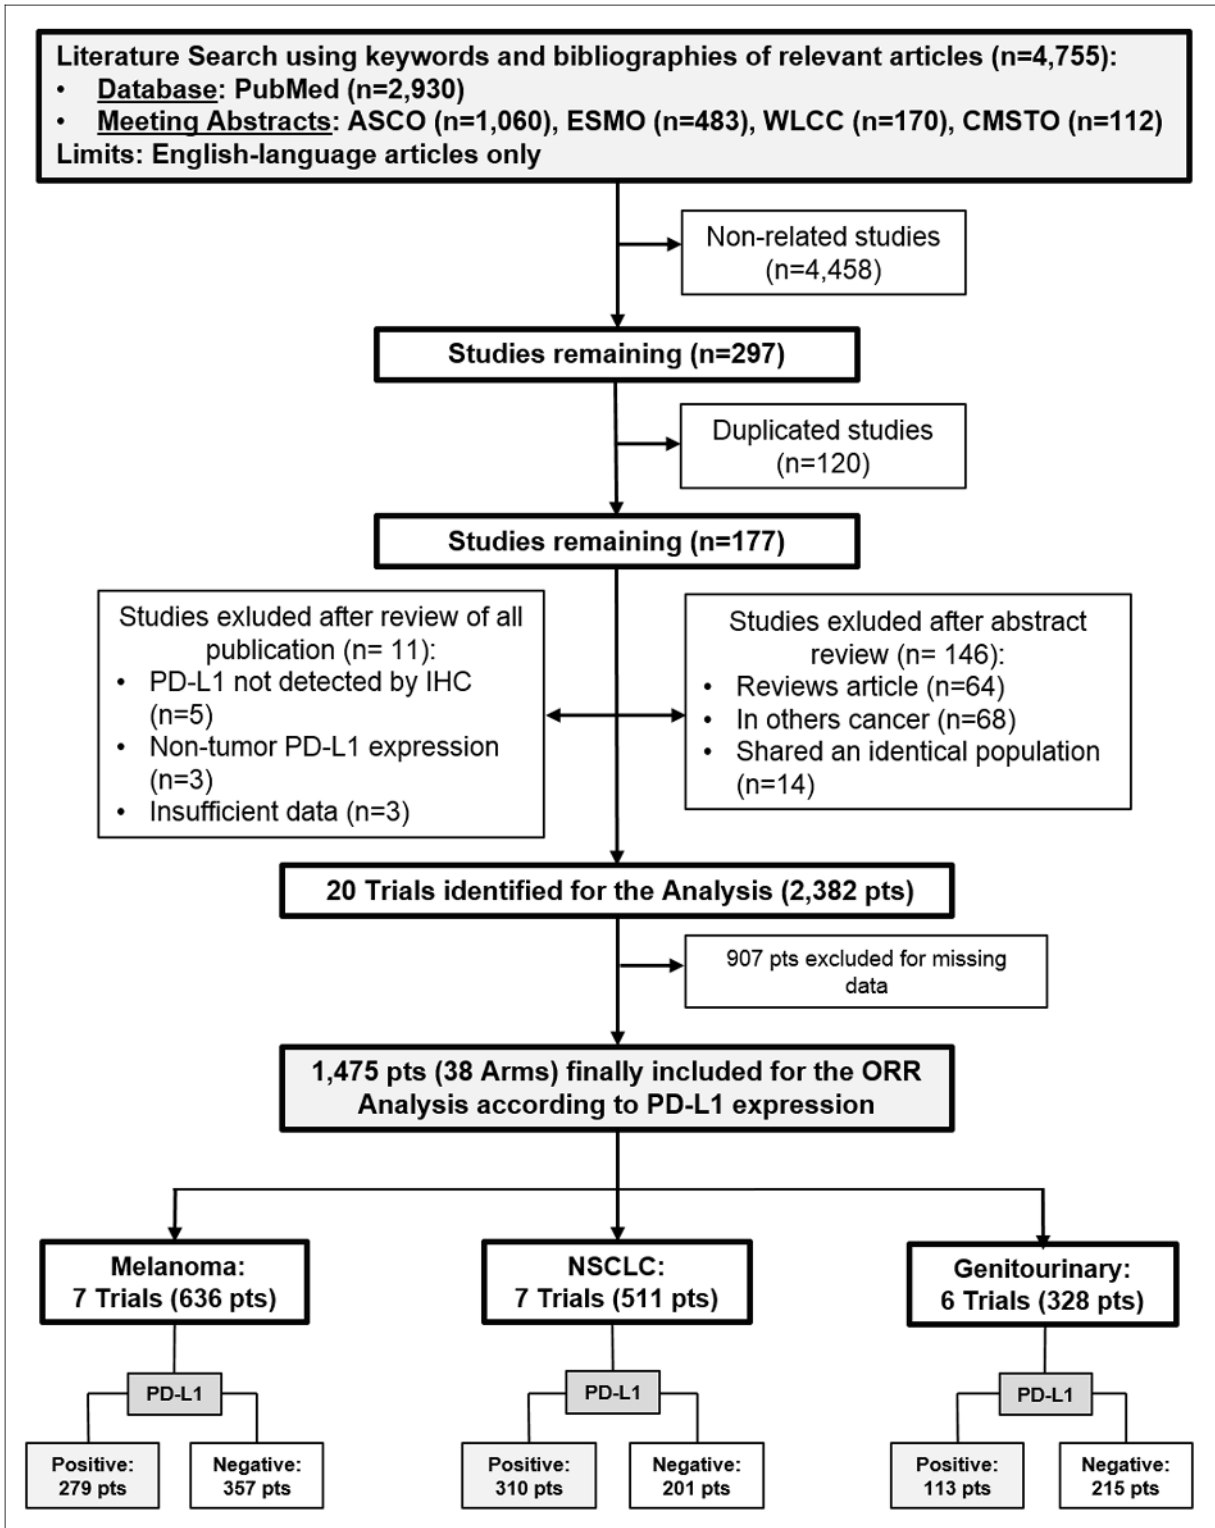 Literature Search using keywords and bibliographies of relevant articles (n=4,755):
• Database: PubMed (n=2,930)
• Meeting Abstracts: ASCO (n=1,060), ESMO (n=483), WLCC (n=170), CMSTO (n=112)
Limits: English-language articles only
Non-related studies
(n=4,458)
Studies remaining (n=297)
Duplicated studies
(n=120)
Studies remaining (n=177)
Studies exluded after review of all
publication (n= 11):
• PD-L1 not detected by IHC
(n=5)
• Non-tumor PD-L1 expression
(n=3)
• Insufficient data (n=3)
Studies exluded after abstract
review (n= 146):
• Reviews article (n=64)
• In others cancer (n=68)
• Shared an identical population
(n=14)
20 Trials identified for the Analysis (2,382 pts)
907 pts excluded for missing
data
1,475 pts (38 Arms) finally included for the ORR
Analysis according to PD-L1 expression
Melanoma:
7 Trials (636 pts)
NSCLC:
7 Trials (511 pts)
Genitourinary:
6 Trials (328 pts)
PD-L1
PD-L1
PD-L1
Positive:
279 pts
Negative:
357 pts
Positive:
310 pts
Negative:
201 pts
Positive:
113 pts
Negative:
215 pts